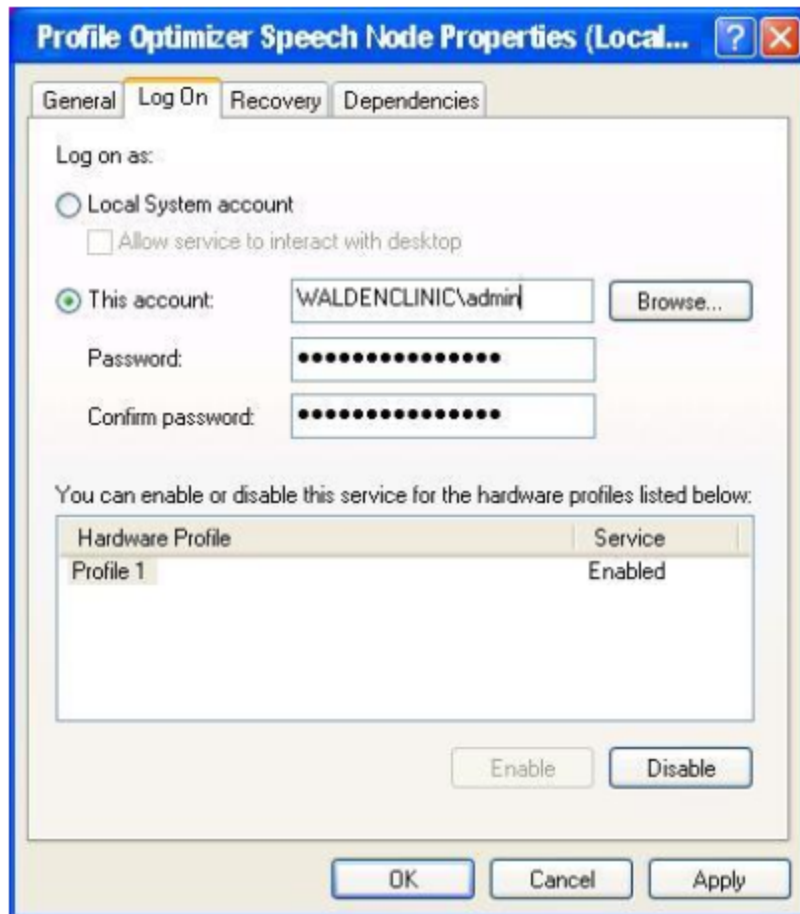 Profile Optimizer Speech Node Properties (Local...
General Log On Recovery Dependencies
Log on as:
Local System account
Allow service to interact with desktop
This account: WALDENCLINIC\admin Browse...
Password: •••••••••••••••
Confirm password: •••••••••••••••
You can enable or disable this service for the hardware profiles listed below:
Hardware Profile Service
Profile 1 Enabled
Enable Disable
OK Cancel Apply